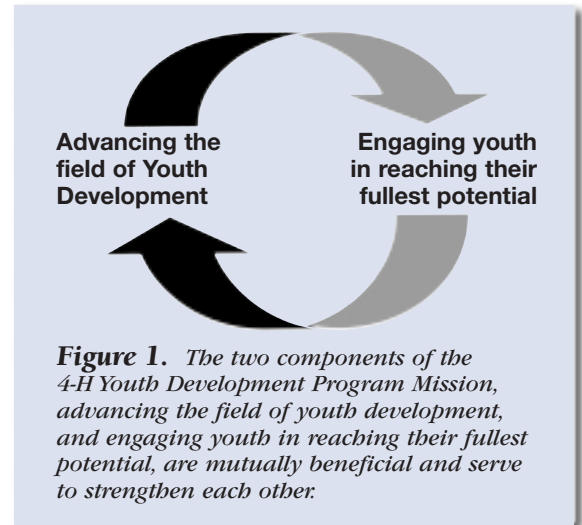 Advancing the
field of Youth
Development
Engaging youth
in reaching their
fullest potential
Figure 1. The two components of the
4-H Youth Development Program Mission,
advancing the field of youth development,
and engaging youth in reaching their fullest
potential, are mutually beneficial and serve
to strengthen each other.